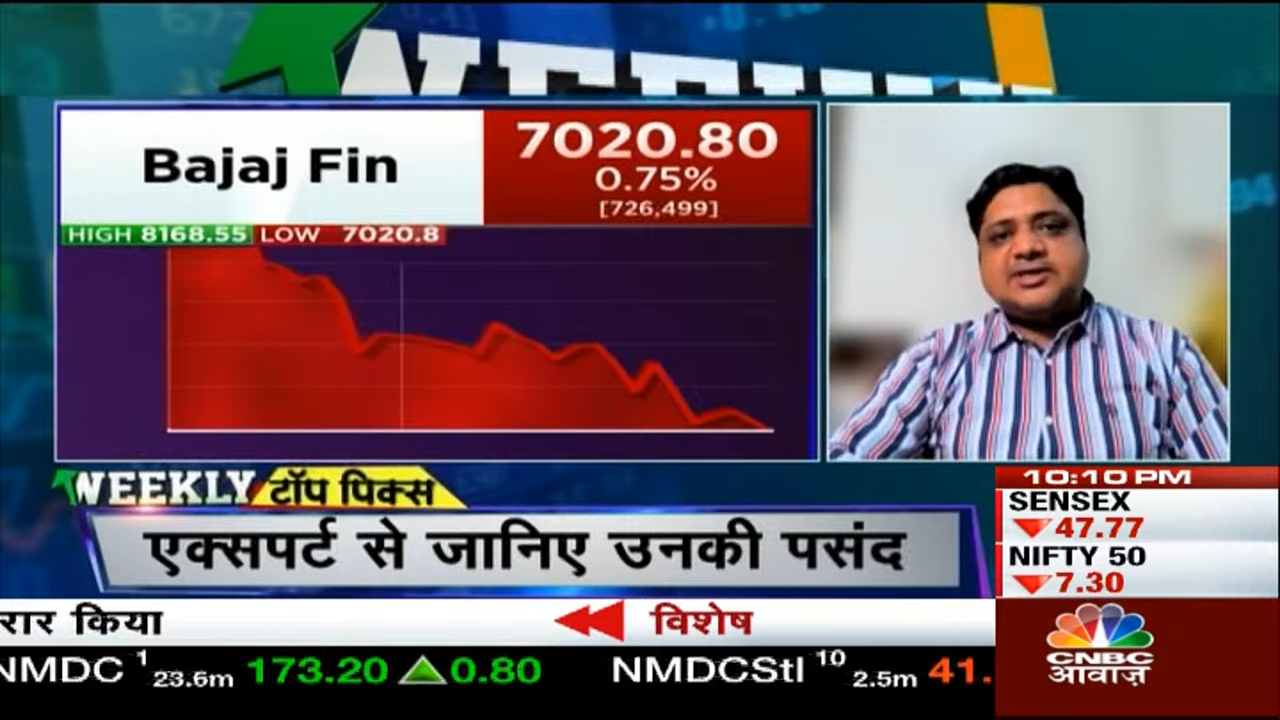 WEEKLY
Bajaj Fin
7020.80
0.75%
[726,499]
HIGH 8168.55 LOW 7020.8
WEEKLY टॉप पिक्स
एक्सपर्ट से जानिए उनकी पसंद
10:10 PM
SENSEX
47.77
NIFTY 50
7.30
रार किया विशेष
NMDC 1 23.6m 173.20 0.80 NMDCStl 10 2.5m 41.
CNBC
आवाज़